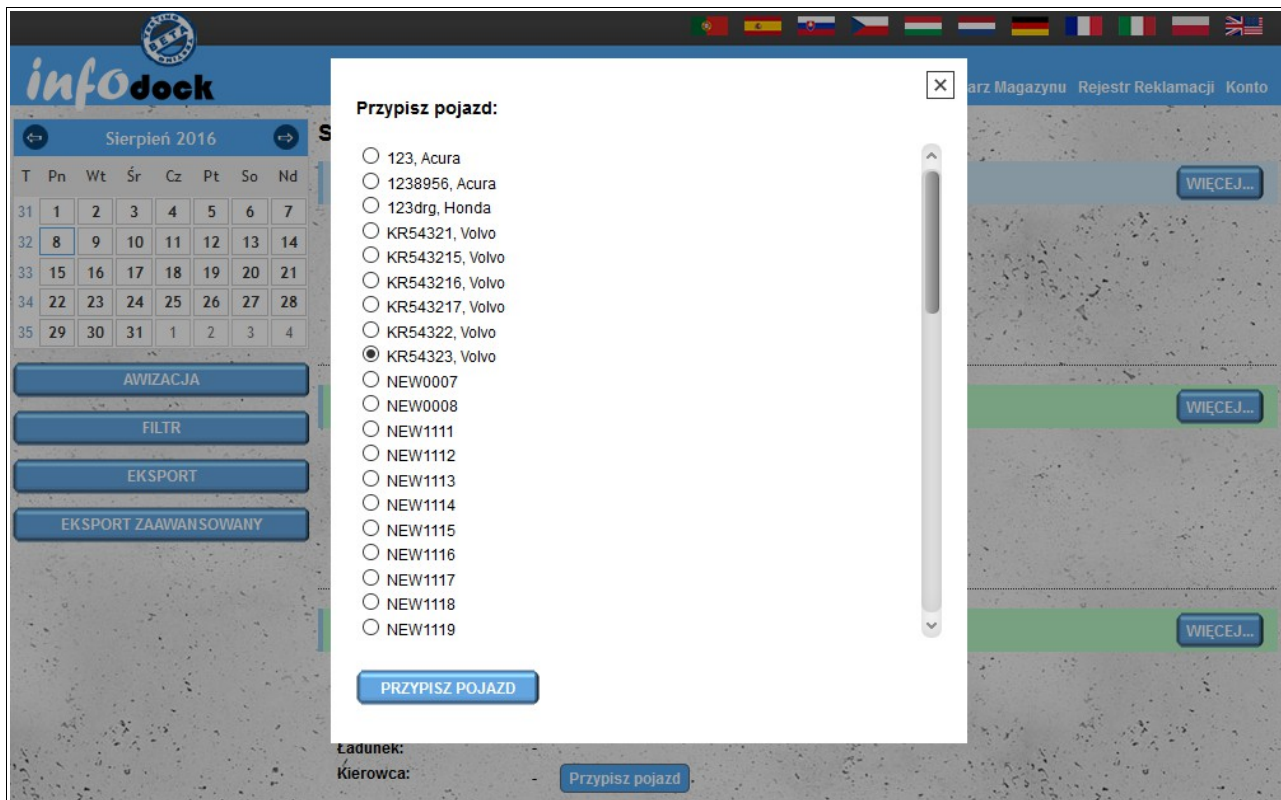 BETA
infodock
arz Magazynu Rejestr Reklamacji Konto
Sierpień 2016
T Pn Wt Śr Cz Pt So Nd
31 1 2 3 4 5 6 7
32 8 9 10 11 12 13 14
33 15 16 17 18 19 20 21
34 22 23 24 25 26 27 28
35 29 30 31 1 2 3 4
AWIZACJA
FILTR
EKSPORT
EKSPORT ZAAWANSOWANY
S
Przypisz pojazd:
123, Acura
1238956, Acura
123drg, Honda
KR54321, Volvo
KR543215, Volvo
KR543216, Volvo
KR543217, Volvo
KR54322, Volvo
KR54323, Volvo
NEW0007
NEW0008
NEW1111
NEW1112
NEW1113
NEW1114
NEW1115
NEW1116
NEW1117
NEW1118
NEW1119
PRZYPISZ POJAZD
WIĘCEJ...
WIĘCEJ...
WIĘCEJ...
Ładunek: -
Kierowca: - Przypisz pojazd